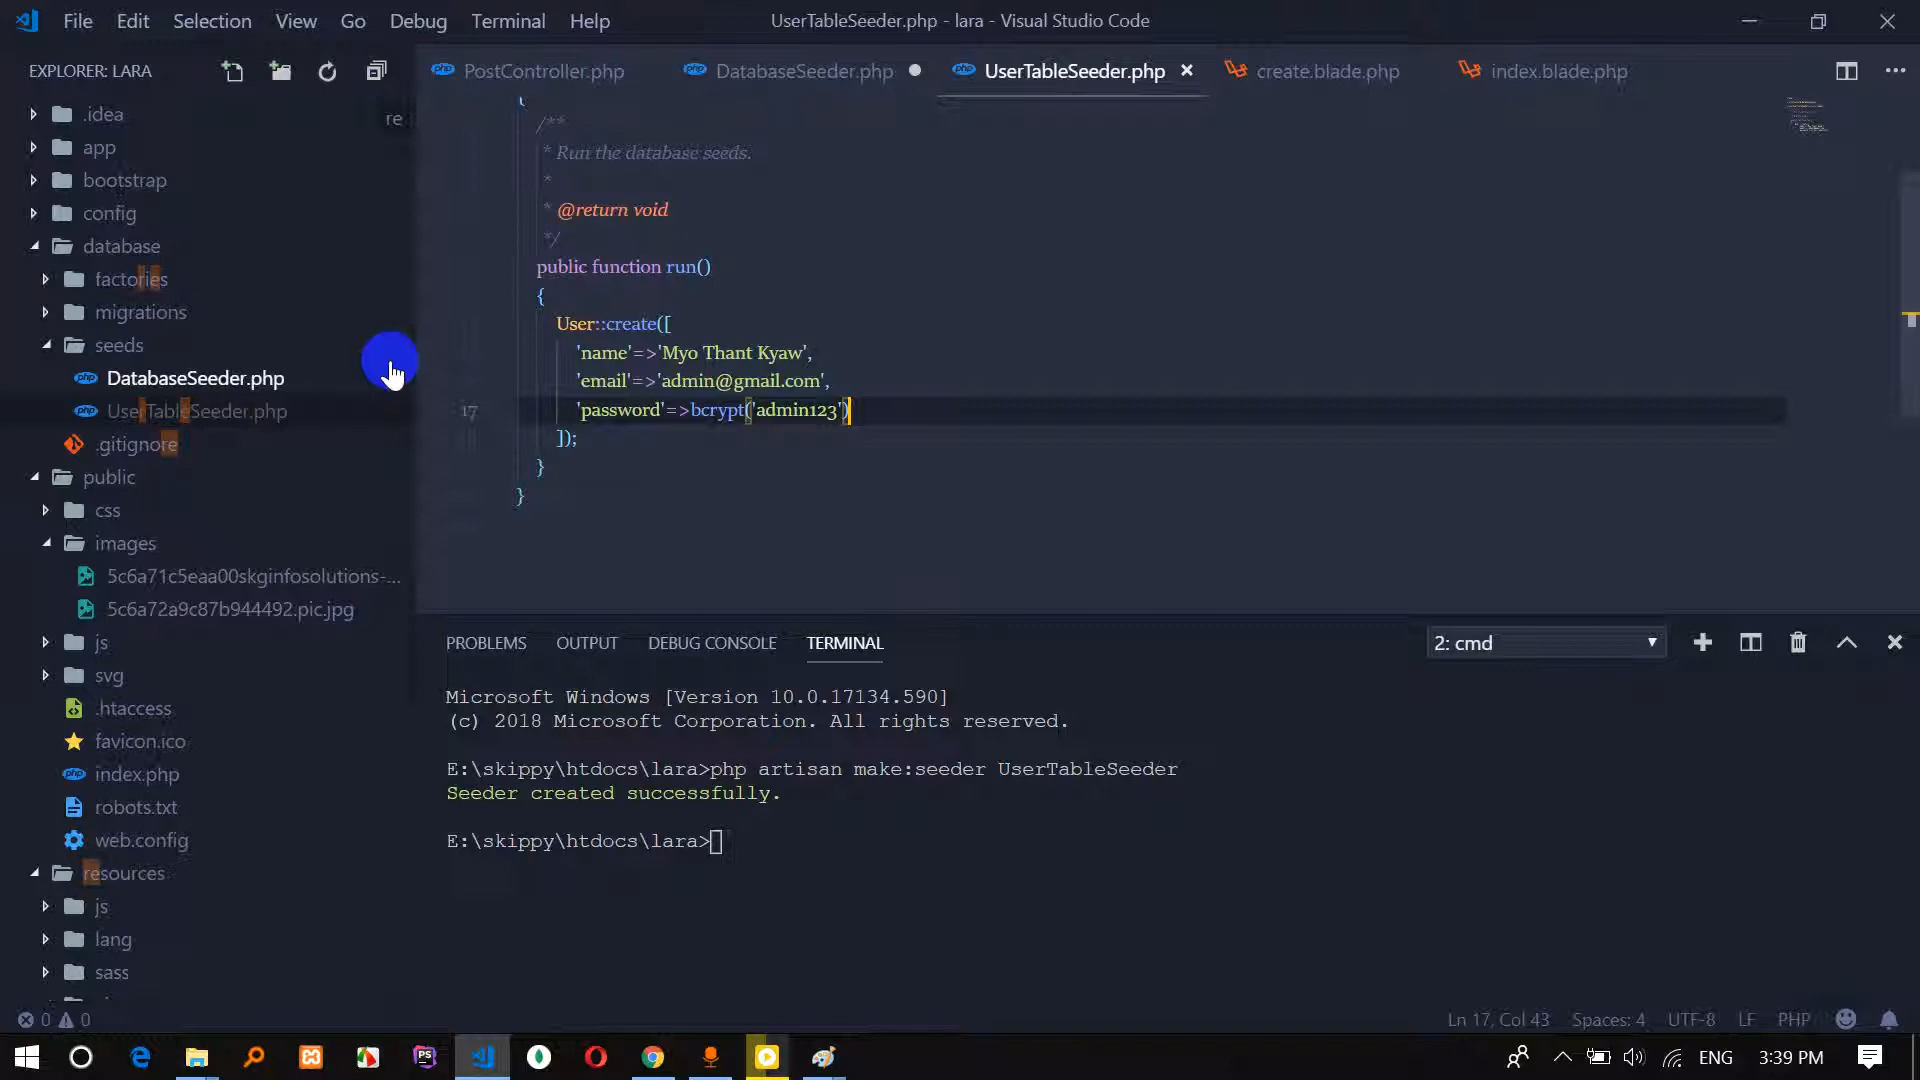 File Edit Selection View Go Debug Terminal Help
UserTableSeeder.php - lara - Visual Studio Code
EXPLORER: LARA
PostController.php
DatabaseSeeder.php
UserTableSeeder.php
create.blade.php
index.blade.php
re
.idea
app
bootstrap
config
database
factories
migrations
seeds
DatabaseSeeder.php
UserTableSeeder.php
.gitignore
public
css
images
5c6a71c5eaa00skginfosolutions-...
5c6a72a9c87b944492.pic.jpg
js
svg
.htaccess
favicon.ico
index.php
robots.txt
web.config
resources
js
lang
sass
{
/**
* Run the database seeds.
*
* @return void
*/
public function run()
{
User::create([
'name'=>'Myo Thant Kyaw',
'email'=>'admin@gmail.com',
17 'password'=>bcrypt('admin123')
]);
}
}
PROBLEMS OUTPUT DEBUG CONSOLE TERMINAL
2: cmd
Microsoft Windows [Version 10.0.17134.590]
(c) 2018 Microsoft Corporation. All rights reserved.
E:\skippy\htdocs\lara>php artisan make:seeder UserTableSeeder
Seeder created successfully.
E:\skippy\htdocs\lara>
0 0
Ln 17, Col 43 Spaces: 4 UTF-8 LF PHP
PS
ENG 3:39 PM